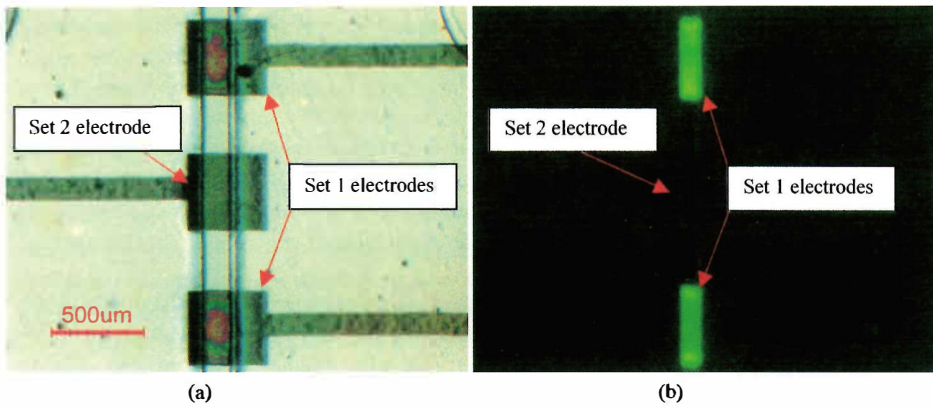 Set 2 electrode
Set 1 electrodes
500um
(a)
Set 2 electrode
Set 1 electrodes
(b)